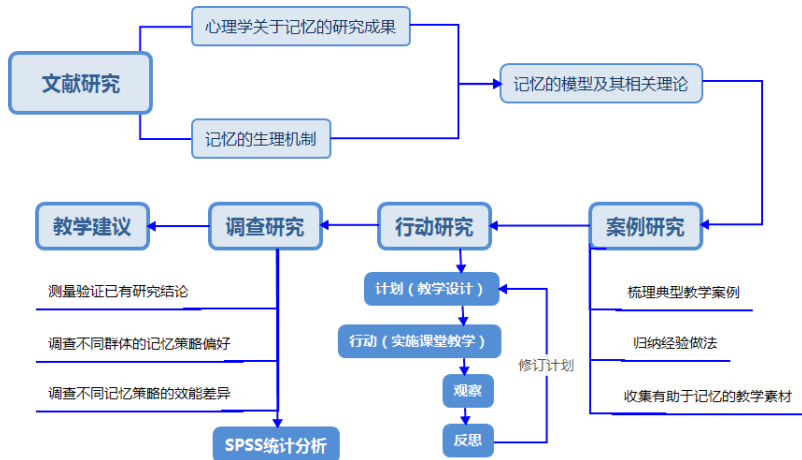 心理学关于记忆的研究成果
文献研究
记忆的模型及其相关理论
记忆的生理机制
教学建议
调查研究
行动研究
案例研究
测量验证已有研究结论
调查不同群体的记忆策略偏好
调查不同记忆策略的效能差异
SPSS统计分析
计划（教学设计）
行动（实施课堂教学）
观察
反思
修订计划
梳理典型教学案例
归纳经验做法
收集有助于记忆的教学素材